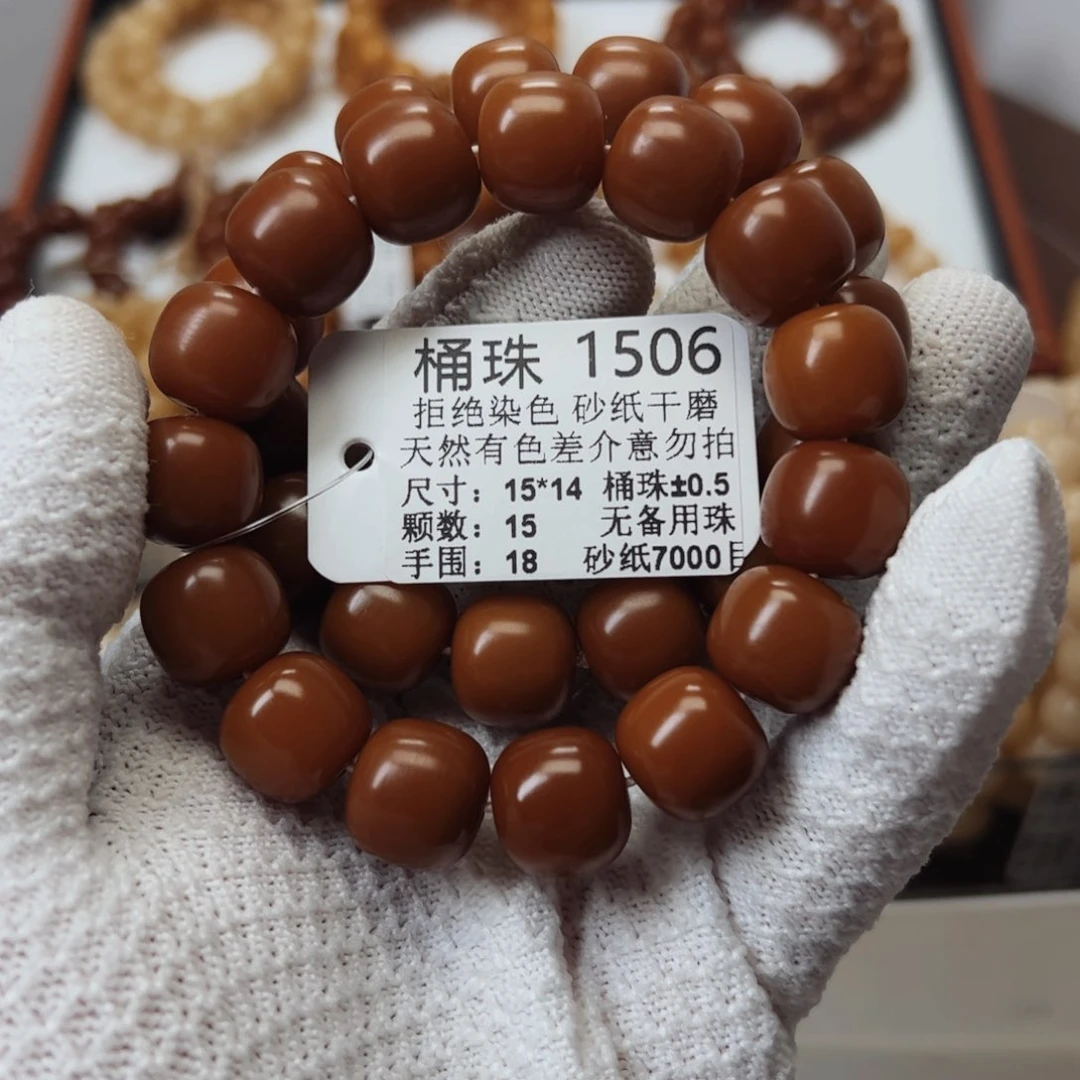 桶珠 1506
拒绝染色 砂纸干磨
天然有色差介意勿拍
尺寸：15*14 桶珠±0.5
颗数：15 无备用珠
手围：18 砂纸7000目